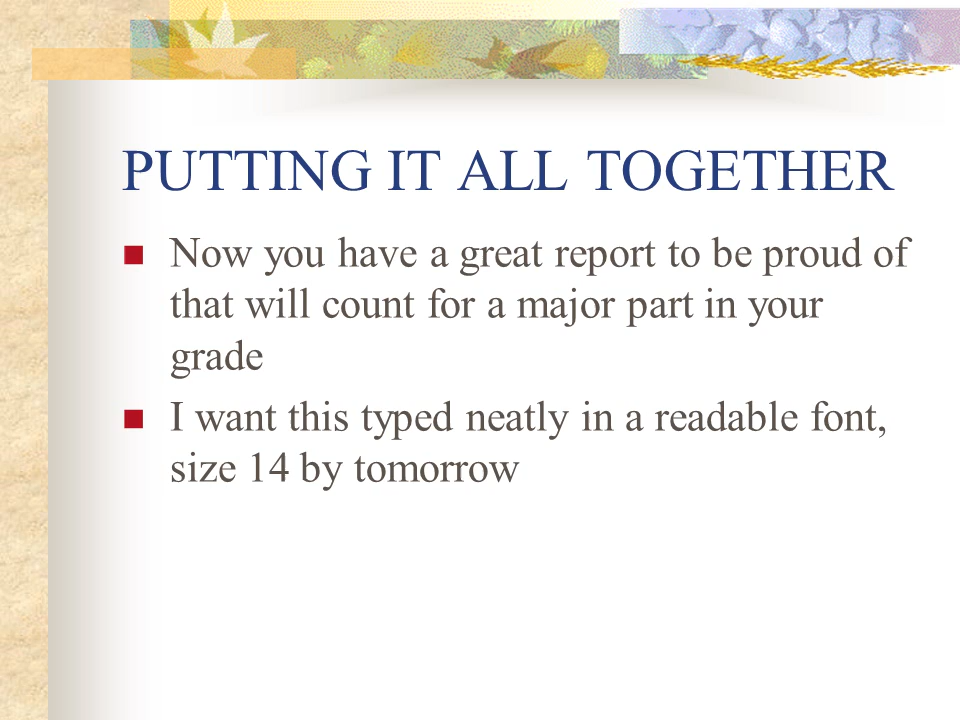 PUTTING IT ALL TOGETHER
Now you have a great report to be proud of
that will count for a major part in your
grade
I want this typed neatly in a readable font,
size 14 by tomorrow